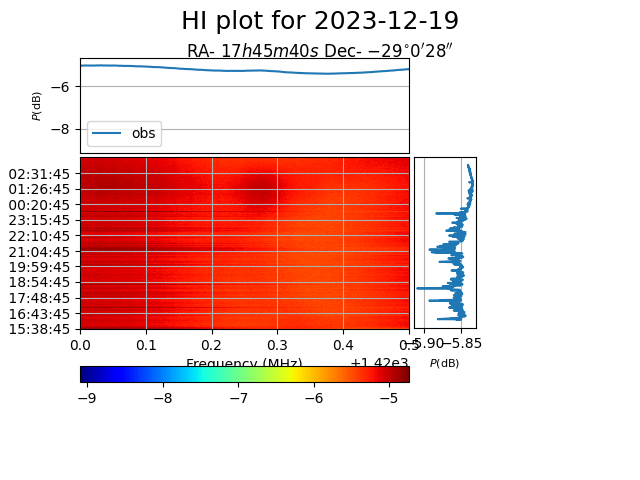 HI plot for 2023-12-19
RA- 17h45m40s Dec- −29°0′28″
P(dB)
−6
−8
obs
02:31:45
01:26:45
00:20:45
23:15:45
22:10:45
21:04:45
19:59:45
18:54:45
17:48:45
16:43:45
15:38:45
0.0 0.1 0.2 0.3 0.4 0.5
Frequency (MHz)
+1.42e3
−5.90 −5.85
P(dB)
−9 −8 −7 −6 −5